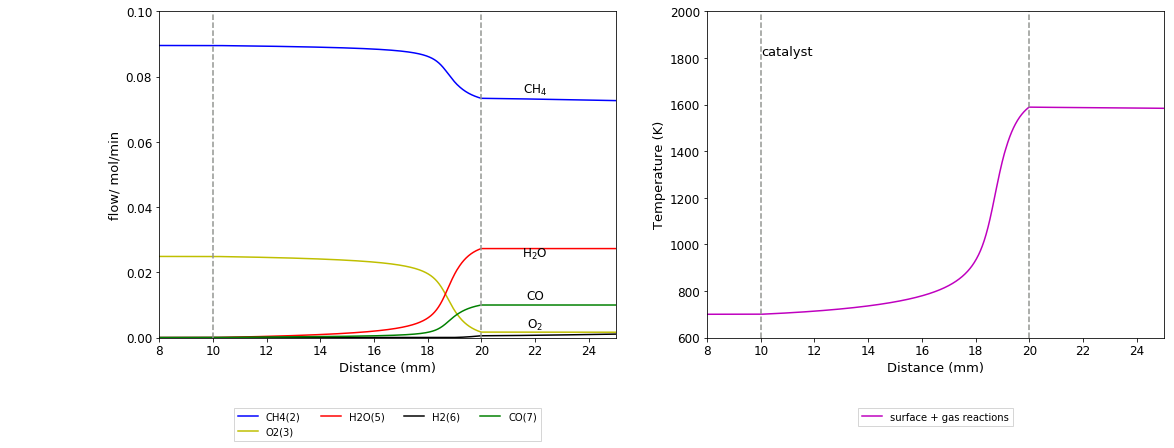 0.10
0.08
0.06
0.04
0.02
0.00
flow/ mol/min
CH₄
H₂O
CO
O₂
8 10 12 14 16 18 20 22 24
Distance (mm)
CH4(2) H2O(5) H2(6) CO(7)
O2(3)
2000
1800
1600
1400
1200
1000
800
600
Temperature (K)
catalyst
8 10 12 14 16 18 20 22 24
Distance (mm)
surface + gas reactions